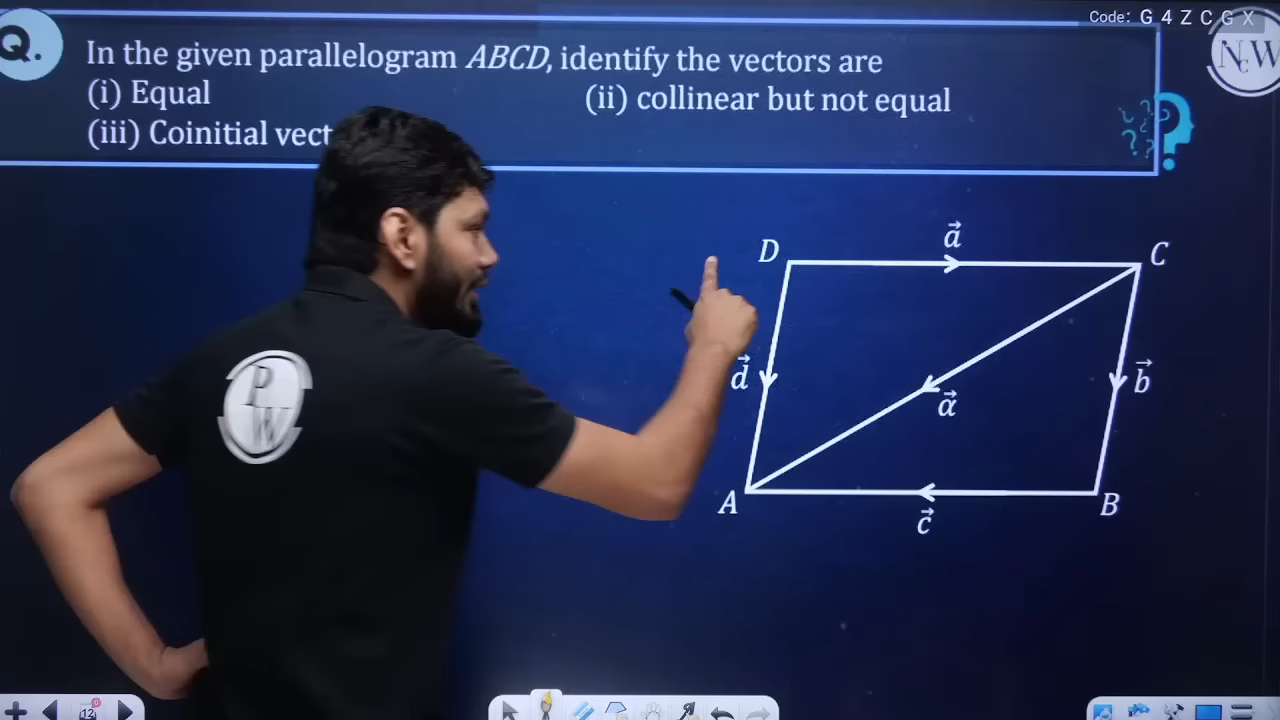 Code: G 4 Z C G X
Q.
In the given parallelogram ABCD, identify the vectors are
(i) Equal (ii) collinear but not equal
(iii) Coinitial
D a⃗ C
d⃗ α⃗ b⃗
A c⃗ B
P
W
12